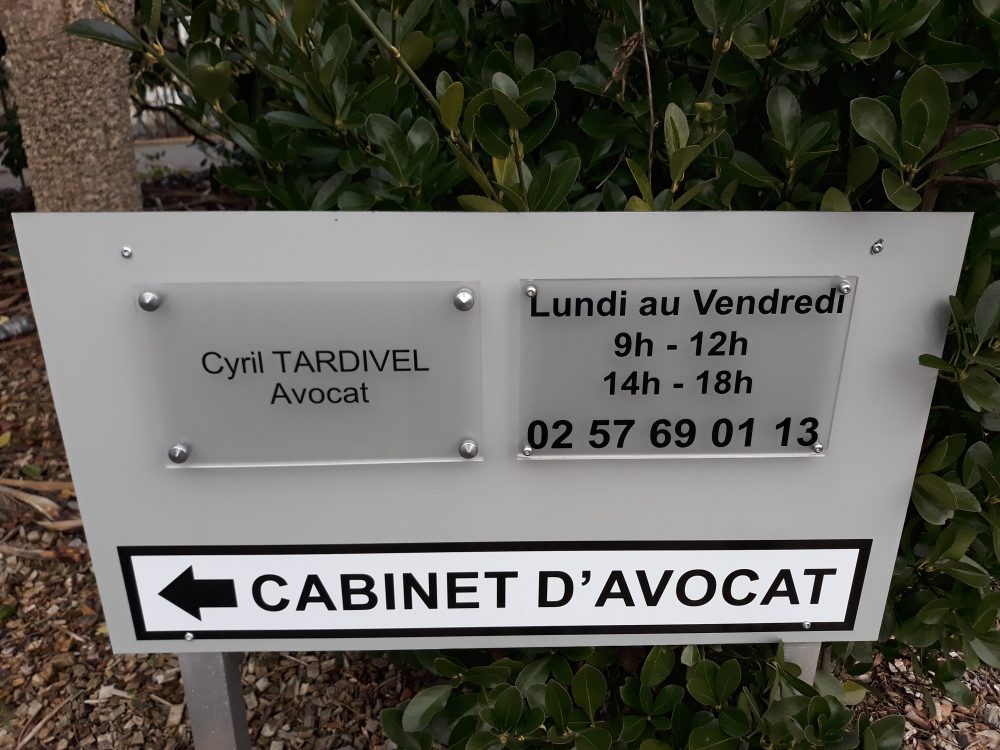 Cyril TARDIVEL
Avocat
Lundi au Vendredi
9h - 12h
14h - 18h
02 57 69 01 13
CABINET D'AVOCAT